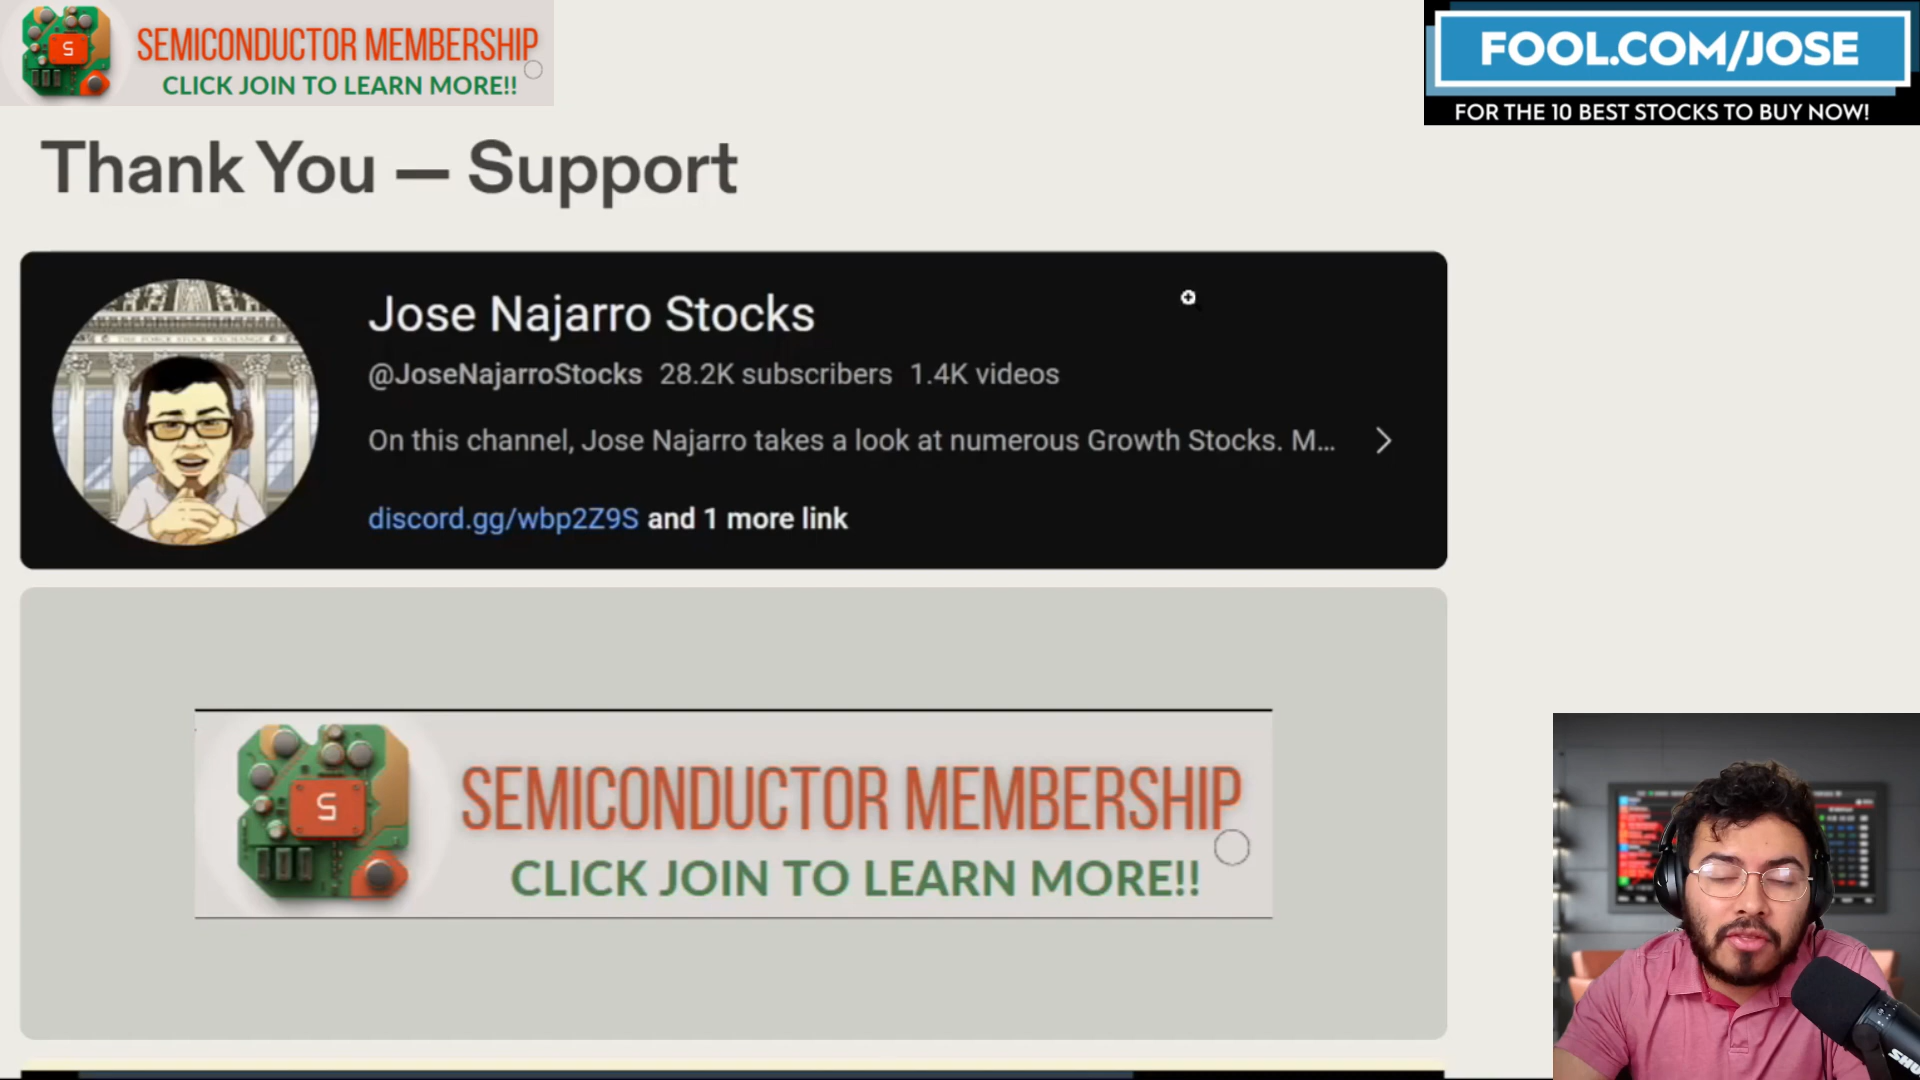 SEMICONDUCTOR MEMBERSHIP
CLICK JOIN TO LEARN MORE!!
FOOL.COM/JOSE
FOR THE 10 BEST STOCKS TO BUY NOW!
Thank You — Support
Jose Najarro Stocks
@JoseNajarroStocks 28.2K subscribers 1.4K videos
On this channel, Jose Najarro takes a look at numerous Growth Stocks. M...
discord.gg/wbp2Z9S and 1 more link
S
SEMICONDUCTOR MEMBERSHIP
CLICK JOIN TO LEARN MORE!!